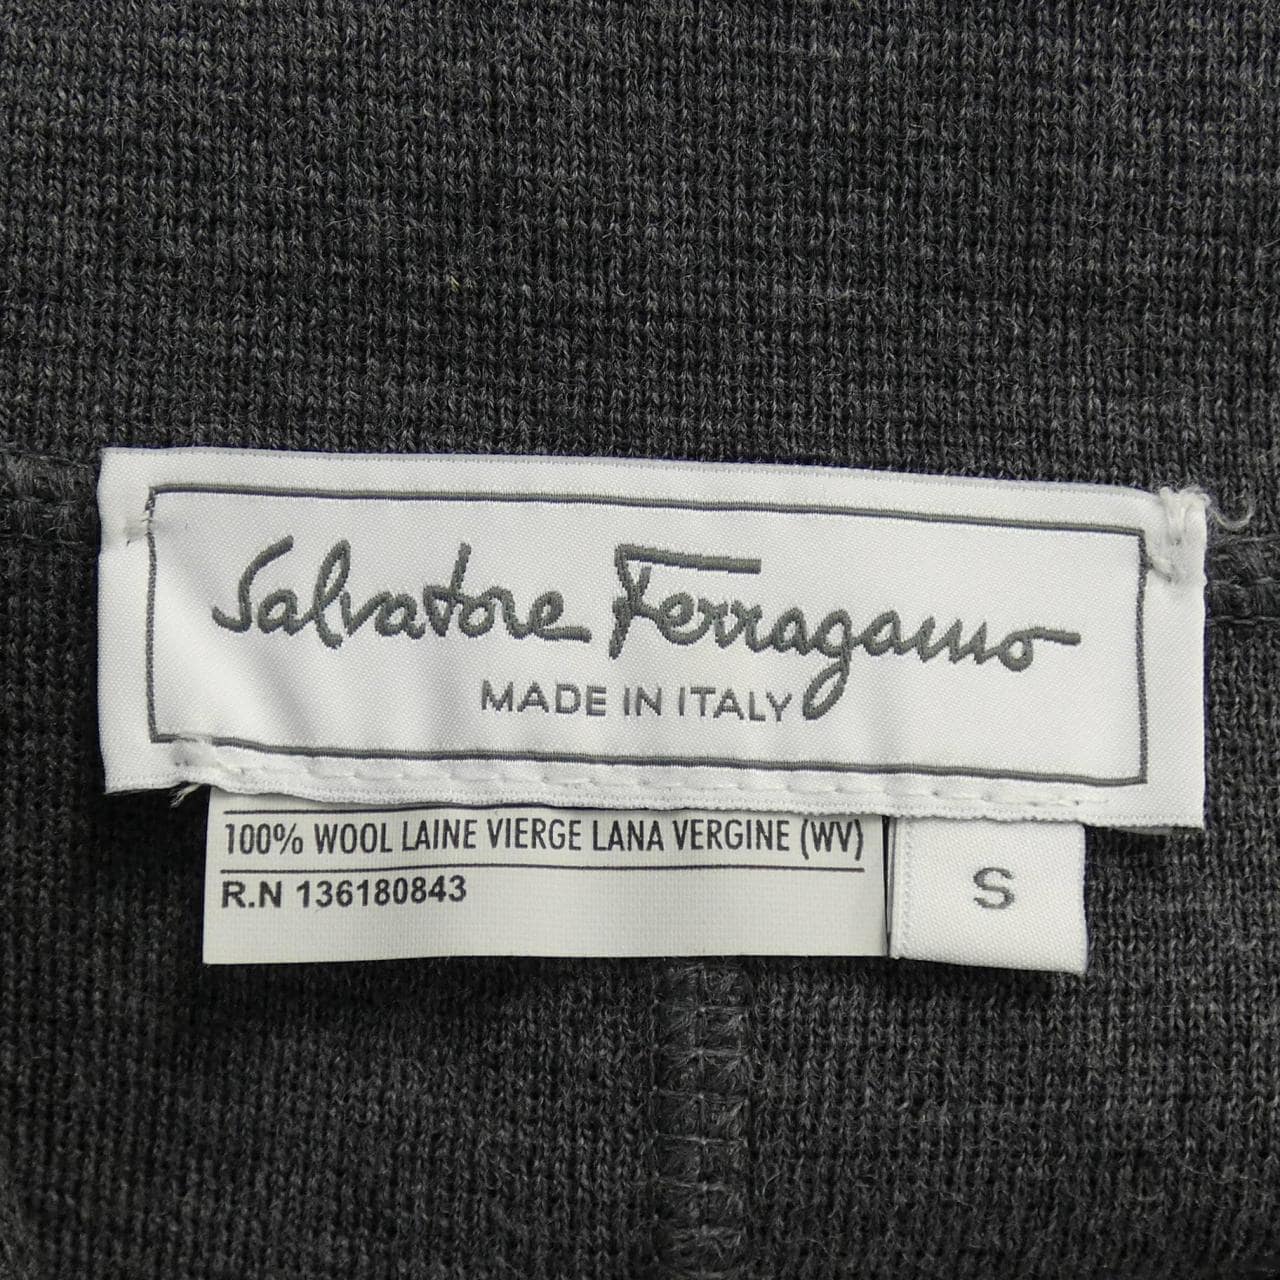 Salvatore Ferragamo
MADE IN ITALY
100% WOOL LAINE VIERGE LANA VERGINE (WV)
R.N 136180843
S